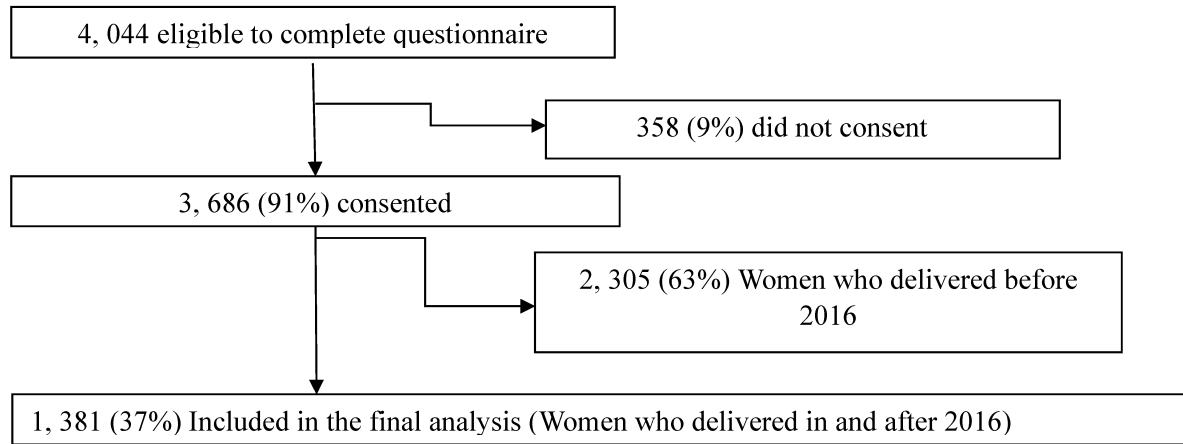 4, 044 eligible to complete questionnaire
358 (9%) did not consent
3, 686 (91%) consented
2, 305 (63%) Women who delivered before
2016
1, 381 (37%) Included in the final analysis (Women who delivered in and after 2016)